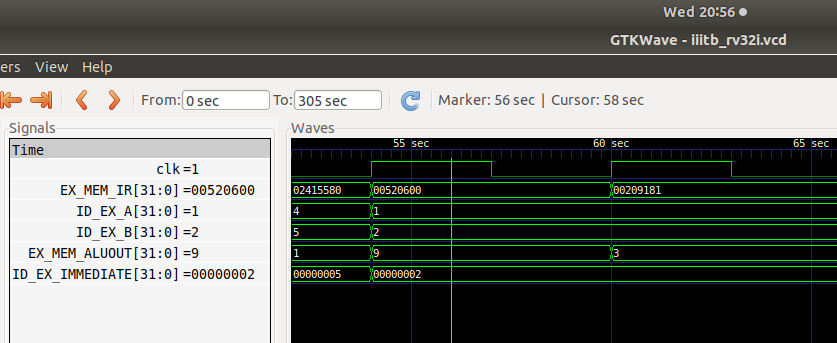 Wed 20:56
GTKWave - iiitb_rv32i.vcd
ers View Help
From: 0 sec To: 305 sec Marker: 56 sec | Cursor: 58 sec
Signals Waves
Time 55 sec 60 sec 65 sec
clk =1
EX_MEM_IR[31:0] =00520600 02415580 00520600 00209181
ID_EX_A[31:0] =1 4 1
ID_EX_B[31:0] =2 5 2
EX_MEM_ALUOUT[31:0] =9 1 9 3
ID_EX_IMMEDIATE[31:0] =00000002 00000005 00000002